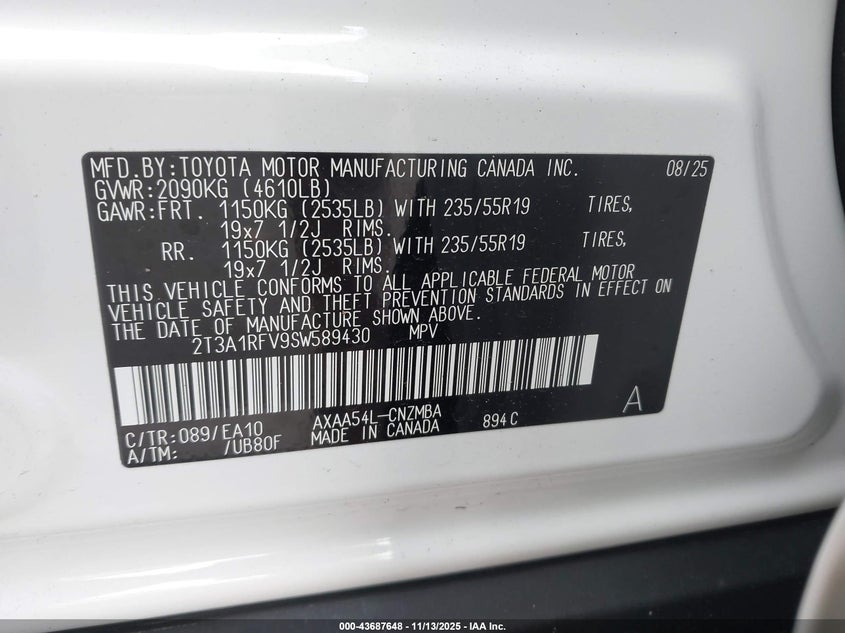 MFD.BY:TOYOTA MOTOR MANUFACTURING CANADA INC. 08/25
GVWR:2090KG (4610LB)
GAWR:FRT. 1150KG (2535LB) WITH 235/55R19 TIRES,
19x7 1/2J RIMS.
RR. 1150KG (2535LB) WITH 235/55R19 TIRES,
19x7 1/2J RIMS.
THIS VEHICLE CONFORMS TO ALL APPLICABLE FEDERAL MOTOR
VEHICLE SAFETY AND THEFT PREVENTION STANDARDS IN EFFECT ON
THE DATE OF MANUFACTURE SHOWN ABOVE.
2T3A1RFV9SW589430 MPV
C/TR:089/EA10 AXAA54L-CNZMBA 894C A
A/TM: /UB80F MADE IN CANADA
000-43687648 - 11/13/2025 - IAA Inc.